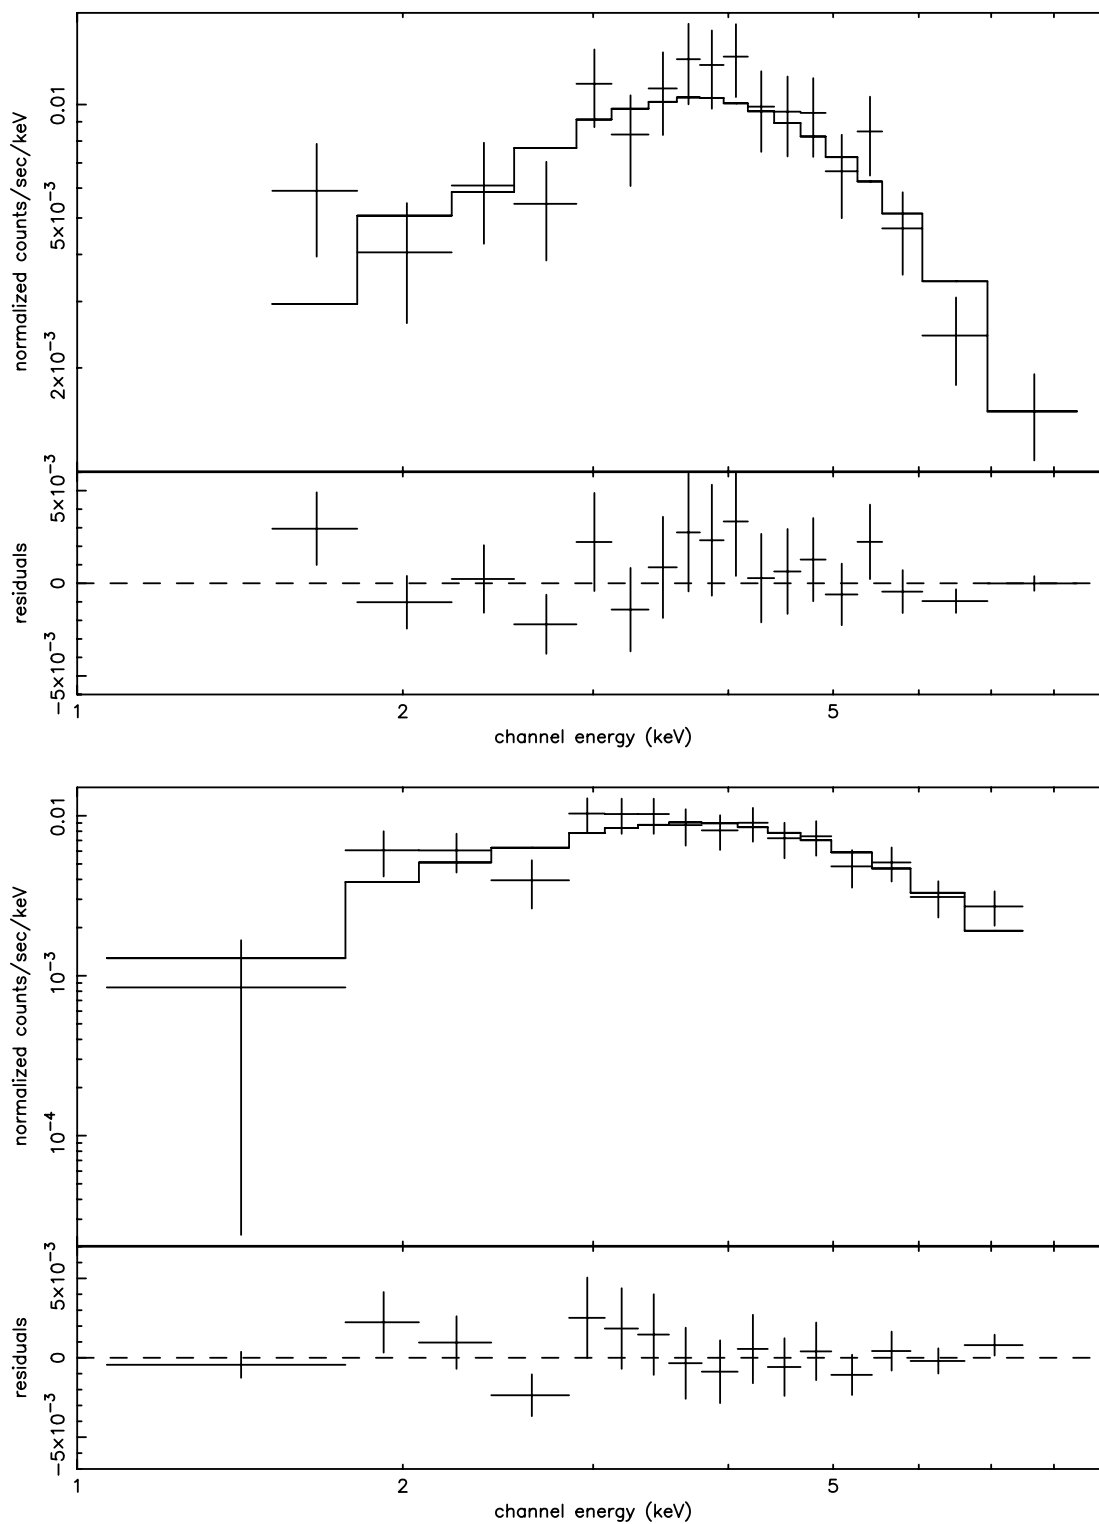 normalized counts/sec/keV
0.01
5×10⁻³
2×10⁻³
residuals
5×10⁻³
0
−5×10⁻³
1 2 5
channel energy (keV)
normalized counts/sec/keV
0.01
10⁻³
10⁻⁴
residuals
5×10⁻³
0
−5×10⁻³
1 2 5
channel energy (keV)